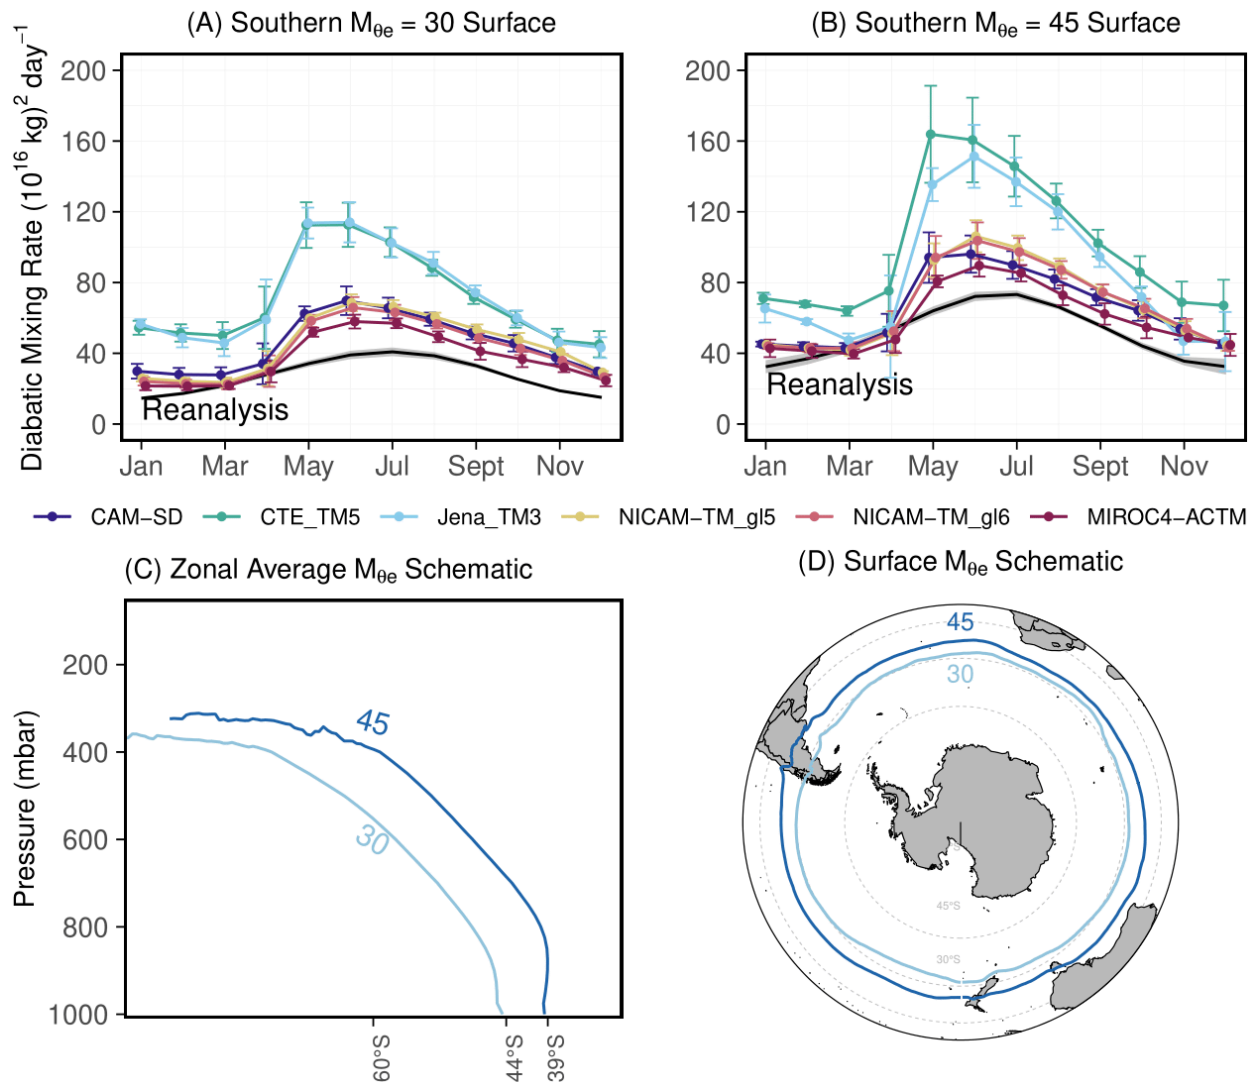 (A) Southern Mθe = 30 Surface
(B) Southern Mθe = 45 Surface
Diabatic Mixing Rate (10^16 kg)^2 day^−1
200
160
120
80
40
0
Reanalysis
Jan Mar May Jul Sept Nov
200
160
120
80
40
0
Reanalysis
Jan Mar May Jul Sept Nov
CAM−SD CTE_TM5 Jena_TM3 NICAM−TM_gl5 NICAM−TM_gl6 MIROC4−ACTM
(C) Zonal Average Mθe Schematic
(D) Surface Mθe Schematic
Pressure (mbar)
200
400
600
800
1000
45
30
60°S 44°S 39°S
45
30
45°S
30°S